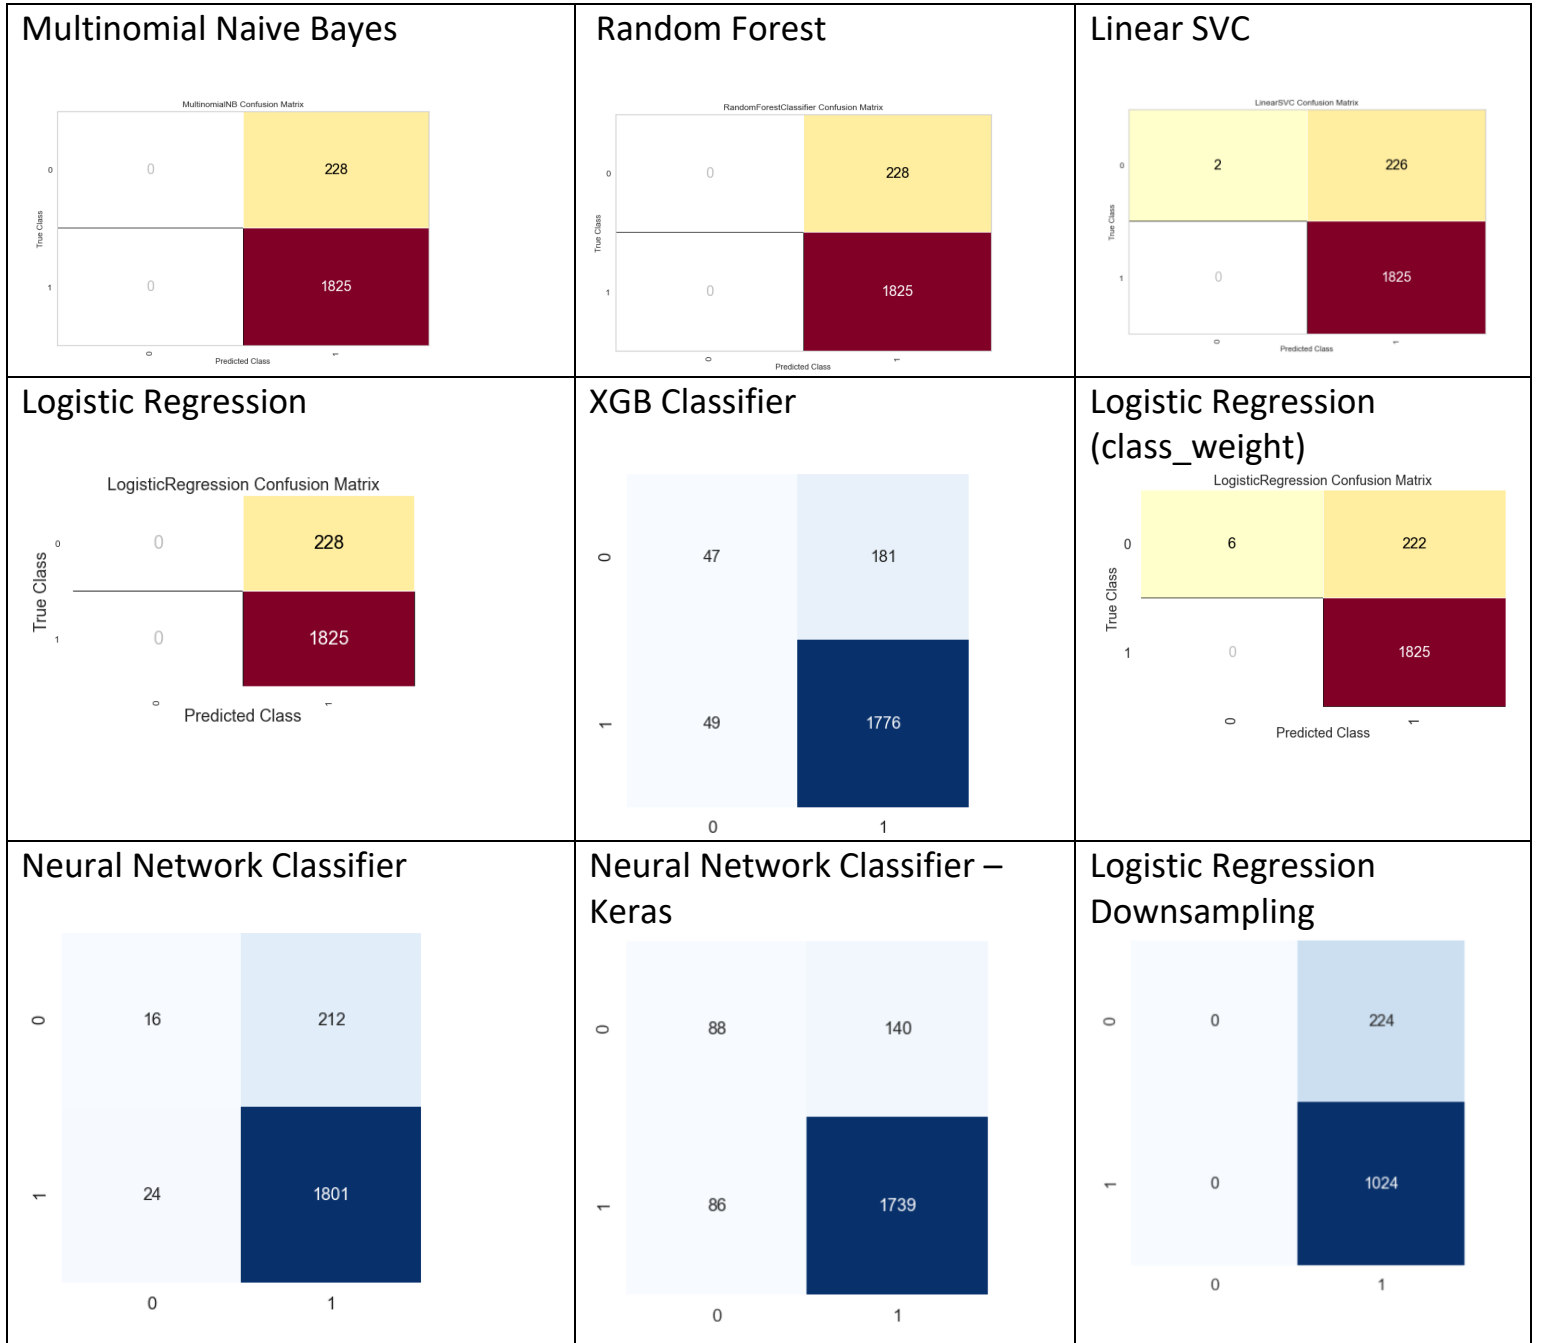 Multinomial Naive Bayes
MultinomialNB Confusion Matrix
True Class
0
0
228
1
0
1825
0
1
Predicted Class
Random Forest
RandomForestClassifier Confusion Matrix
True Class
0
0
228
1
0
1825
0
1
Predicted Class
Linear SVC
LinearSVC Confusion Matrix
True Class
0
2
226
1
0
1825
0
1
Predicted Class
Logistic Regression
LogisticRegression Confusion Matrix
True Class
0
0
228
1
0
1825
0
1
Predicted Class
XGB Classifier
0
47
181
1
49
1776
0
1
Logistic Regression
(class_weight)
LogisticRegression Confusion Matrix
True Class
0
6
222
1
0
1825
0
1
Predicted Class
Neural Network Classifier
0
16
212
1
24
1801
0
1
Neural Network Classifier –
Keras
0
88
140
1
86
1739
0
1
Logistic Regression
Downsampling
0
0
224
1
0
1024
0
1